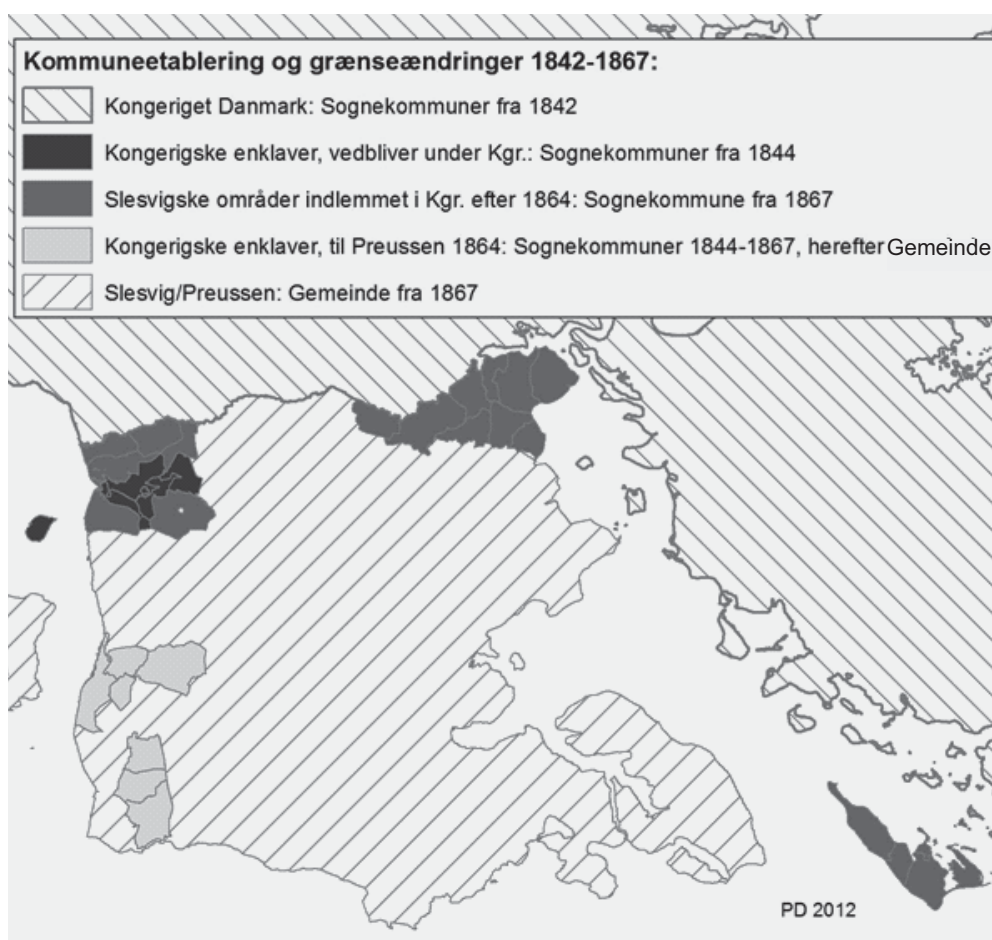 Kommuneetablering og grænseændringer 1842-1867:
Kongeriget Danmark: Sognekommuner fra 1842
Kongerigske enklaver, vedbliver under Kgr.: Sognekommuner fra 1844
Slesvigske områder indlemmet i Kgr. efter 1864: Sognekommune fra 1867
Kongerigske enklaver, til Preussen 1864: Sognekommuner 1844-1867, herefter Gemeinde
Slesvig/Preussen: Gemeinde fra 1867
PD 2012